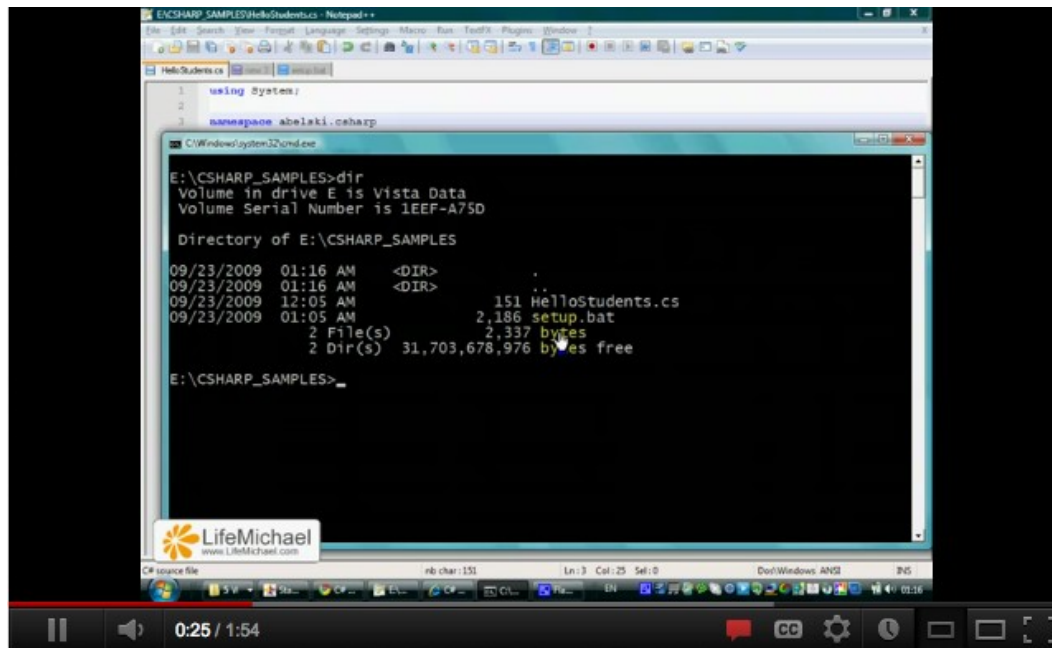 E:\CSHARP_SAMPLES\HelloStudents.cs - Notepad++
File Edit Search View Format Language Settings Macro Run TextFX Plugins Window ?
HelloStudents.cs new 3 setup.bat
1 using System;
2
3 namespace abelski.csharp
C:\Windows\system32\cmd.exe
E:\CSHARP_SAMPLES>dir
Volume in drive E is Vista Data
Volume Serial Number is 1EEF-A75D
Directory of E:\CSHARP_SAMPLES
09/23/2009 01:16 AM <DIR> .
09/23/2009 01:16 AM <DIR> ..
09/23/2009 12:05 AM 151 HelloStudents.cs
09/23/2009 01:05 AM 2,186 setup.bat
2 File(s) 2,337 bytes
2 Dir(s) 31,703,678,976 bytes free
E:\CSHARP_SAMPLES>_
LifeMichael
www.LifeMichael.com
C# source file nb char : 151 Ln : 3 Col : 25 Sel : 0 Dos\Windows ANSI INS
EN 01:16
0:25 / 1:54
CC